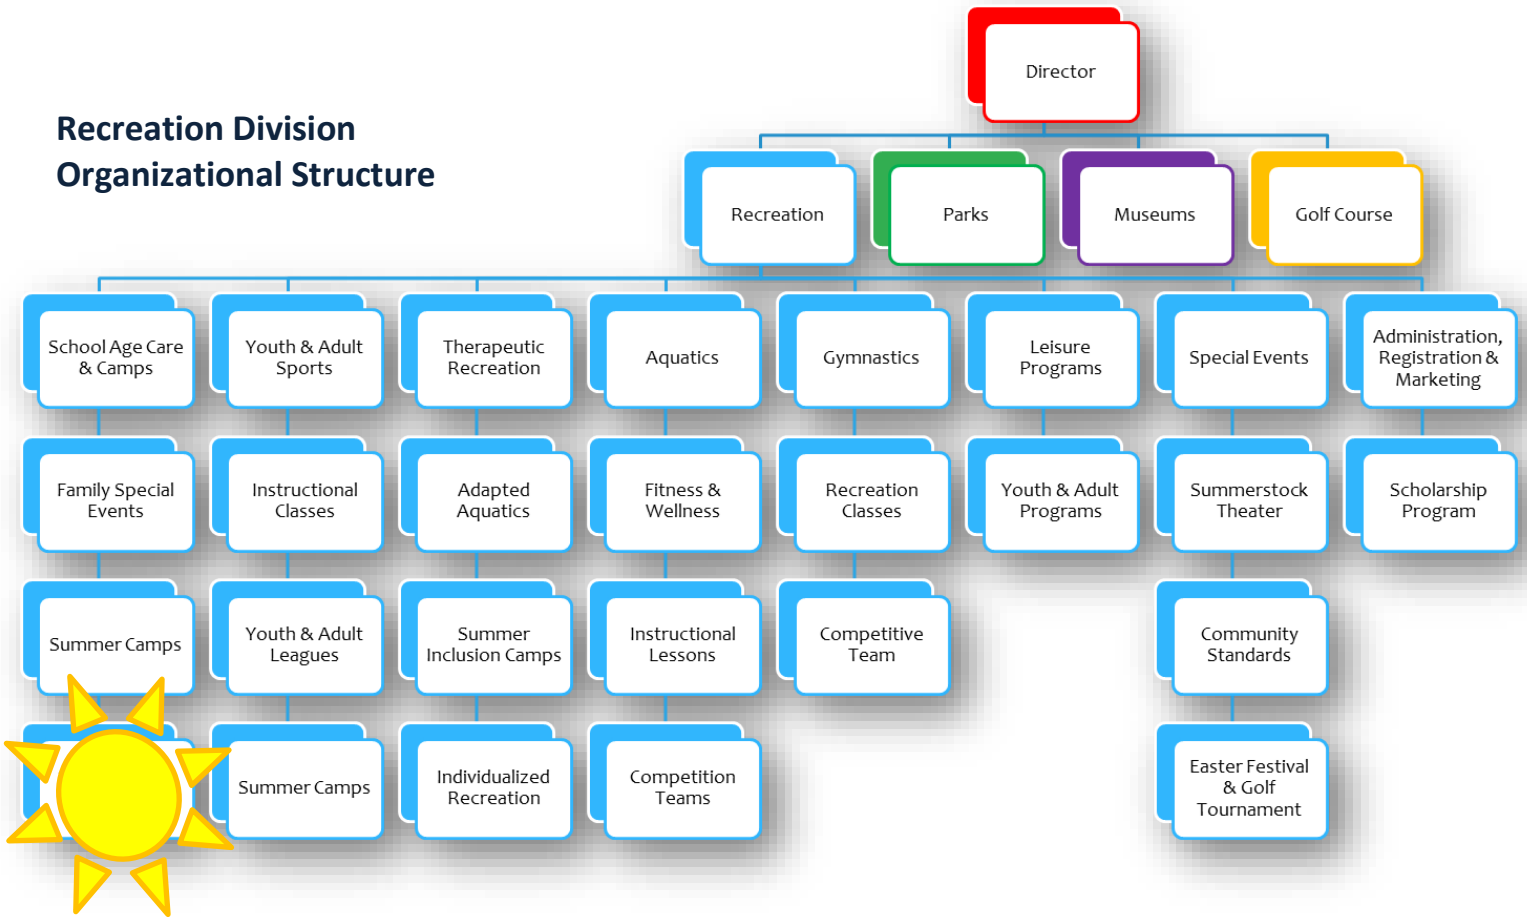 Recreation Division
Organizational Structure
Director
Recreation
Parks
Museums
Golf Course
School Age Care
& Camps
Youth & Adult
Sports
Therapeutic
Recreation
Aquatics
Gymnastics
Leisure
Programs
Special Events
Administration,
Registration &
Marketing
Family Special
Events
Instructional
Classes
Adapted
Aquatics
Fitness &
Wellness
Recreation
Classes
Youth & Adult
Programs
Summerstock
Theater
Scholarship
Program
Summer Camps
Youth & Adult
Leagues
Summer
Inclusion Camps
Instructional
Lessons
Competitive
Team
Community
Standards
Summer Camps
Individualized
Recreation
Competition
Teams
Easter Festival
& Golf
Tournament